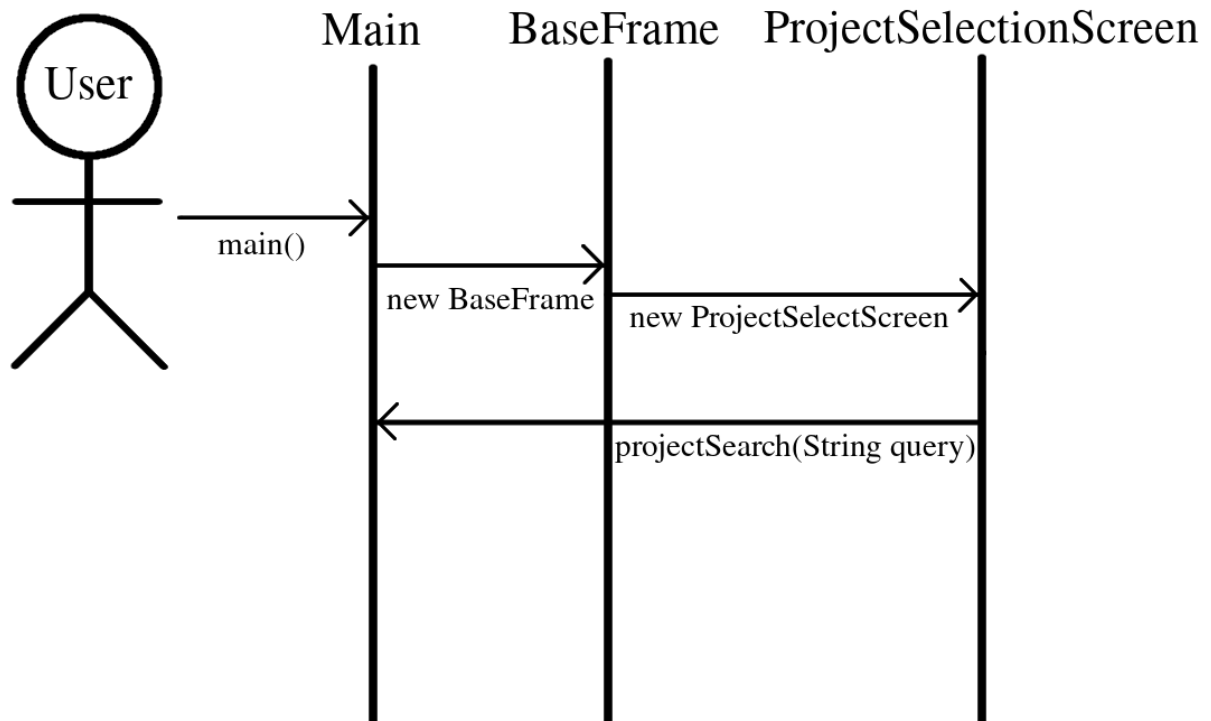 Main
BaseFrame
ProjectSelectionScreen
User
main()
new BaseFrame
new ProjectSelectScreen
projectSearch(String query)